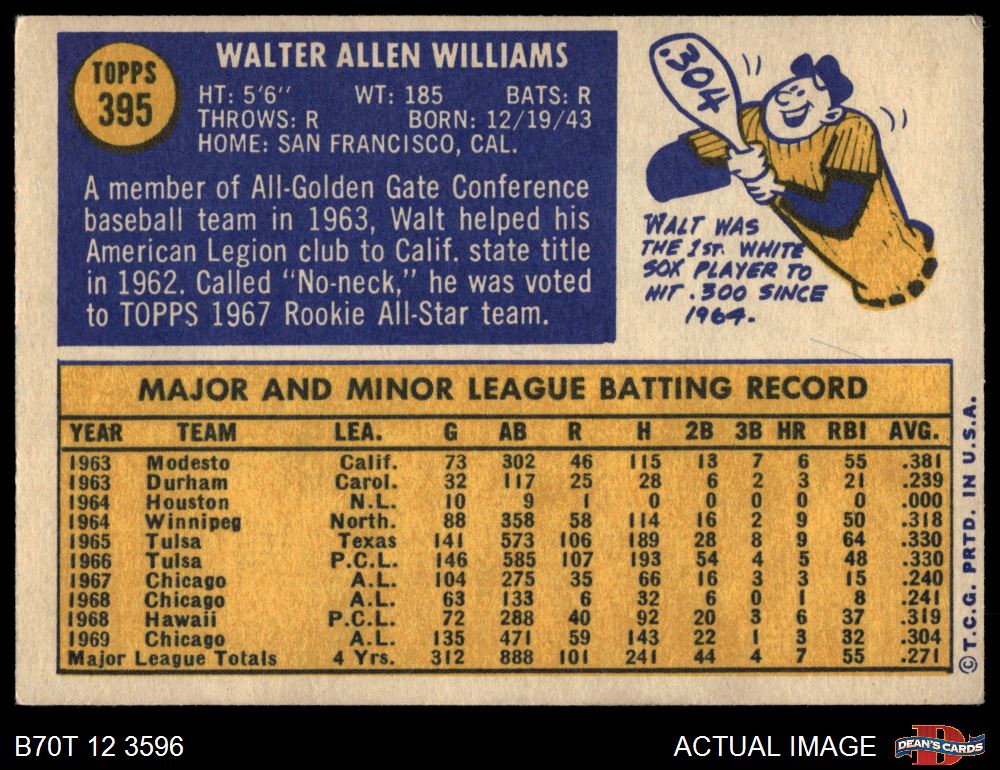 TOPPS
395
WALTER ALLEN WILLIAMS
HT: 5'6" WT: 185 BATS: R
THROWS: R BORN: 12/19/43
HOME: SAN FRANCISCO, CAL.
A member of All-Golden Gate Conference
baseball team in 1963, Walt helped his
American Legion club to Calif. state title
in 1962. Called "No-neck," he was voted
to TOPPS 1967 Rookie All-Star team.
.304
WALT WAS
THE 1ST. WHITE
SOX PLAYER TO
HIT .300 SINCE
1964.
MAJOR AND MINOR LEAGUE BATTING RECORD
YEAR TEAM LEA. G AB R H 2B 3B HR RBI AVG.
1963 Modesto Calif. 73 302 46 115 13 7 6 55 .381
1963 Durham Carol. 32 117 25 28 6 2 3 21 .239
1964 Houston N.L. 10 9 1 0 0 0 0 0 .000
1964 Winnipeg North. 88 358 58 114 16 2 9 50 .318
1965 Tulsa Texas 141 573 106 189 28 8 9 64 .330
1966 Tulsa P.C.L. 146 585 107 193 54 4 5 48 .330
1967 Chicago A.L. 104 275 35 66 16 3 3 15 .240
1968 Chicago A.L. 63 133 6 32 6 0 1 8 .241
1968 Hawaii P.C.L. 72 288 40 92 20 3 6 37 .319
1969 Chicago A.L. 135 471 59 143 22 1 3 32 .304
Major League Totals 4 Yrs. 312 888 101 241 44 4 7 55 .271
© T.C.G. PRTD. IN U.S.A.
B70T 12 3596
ACTUAL IMAGE
D
DEAN'S CARDS